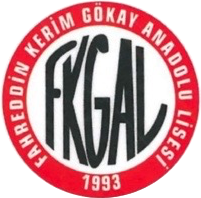 FAHREDDİN KERİM GÖKAY ANADOLU LİSESİ
FKGAL
1993